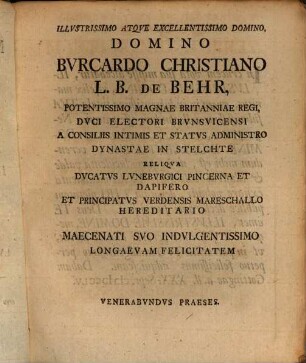 ILLVSTRISSIMO ATQVE EXCELLENTISSIMO DOMINO,
DOMINO
BVRCARDO CHRISTIANO
L. B. DE BEHR,
POTENTISSIMO MAGNAE BRITANNIAE REGI,
DVCI ELECTORI BRVNSVICENSI
A CONSILIIS INTIMIS ET STATVS ADMINISTRO
DYNASTAE IN STELCHTE
RELIQVA
DVCATVS LVNEBVRGICI PINCERNA ET
DAPIFERO
ET PRINCIPATVS VERDENSIS MARESCHALLO
HEREDITARIO
MAECENATI SVO INDVLGENTISSIMO
LONGAEVAM FELICITATEM
VENERABVNDVS PRAESES.